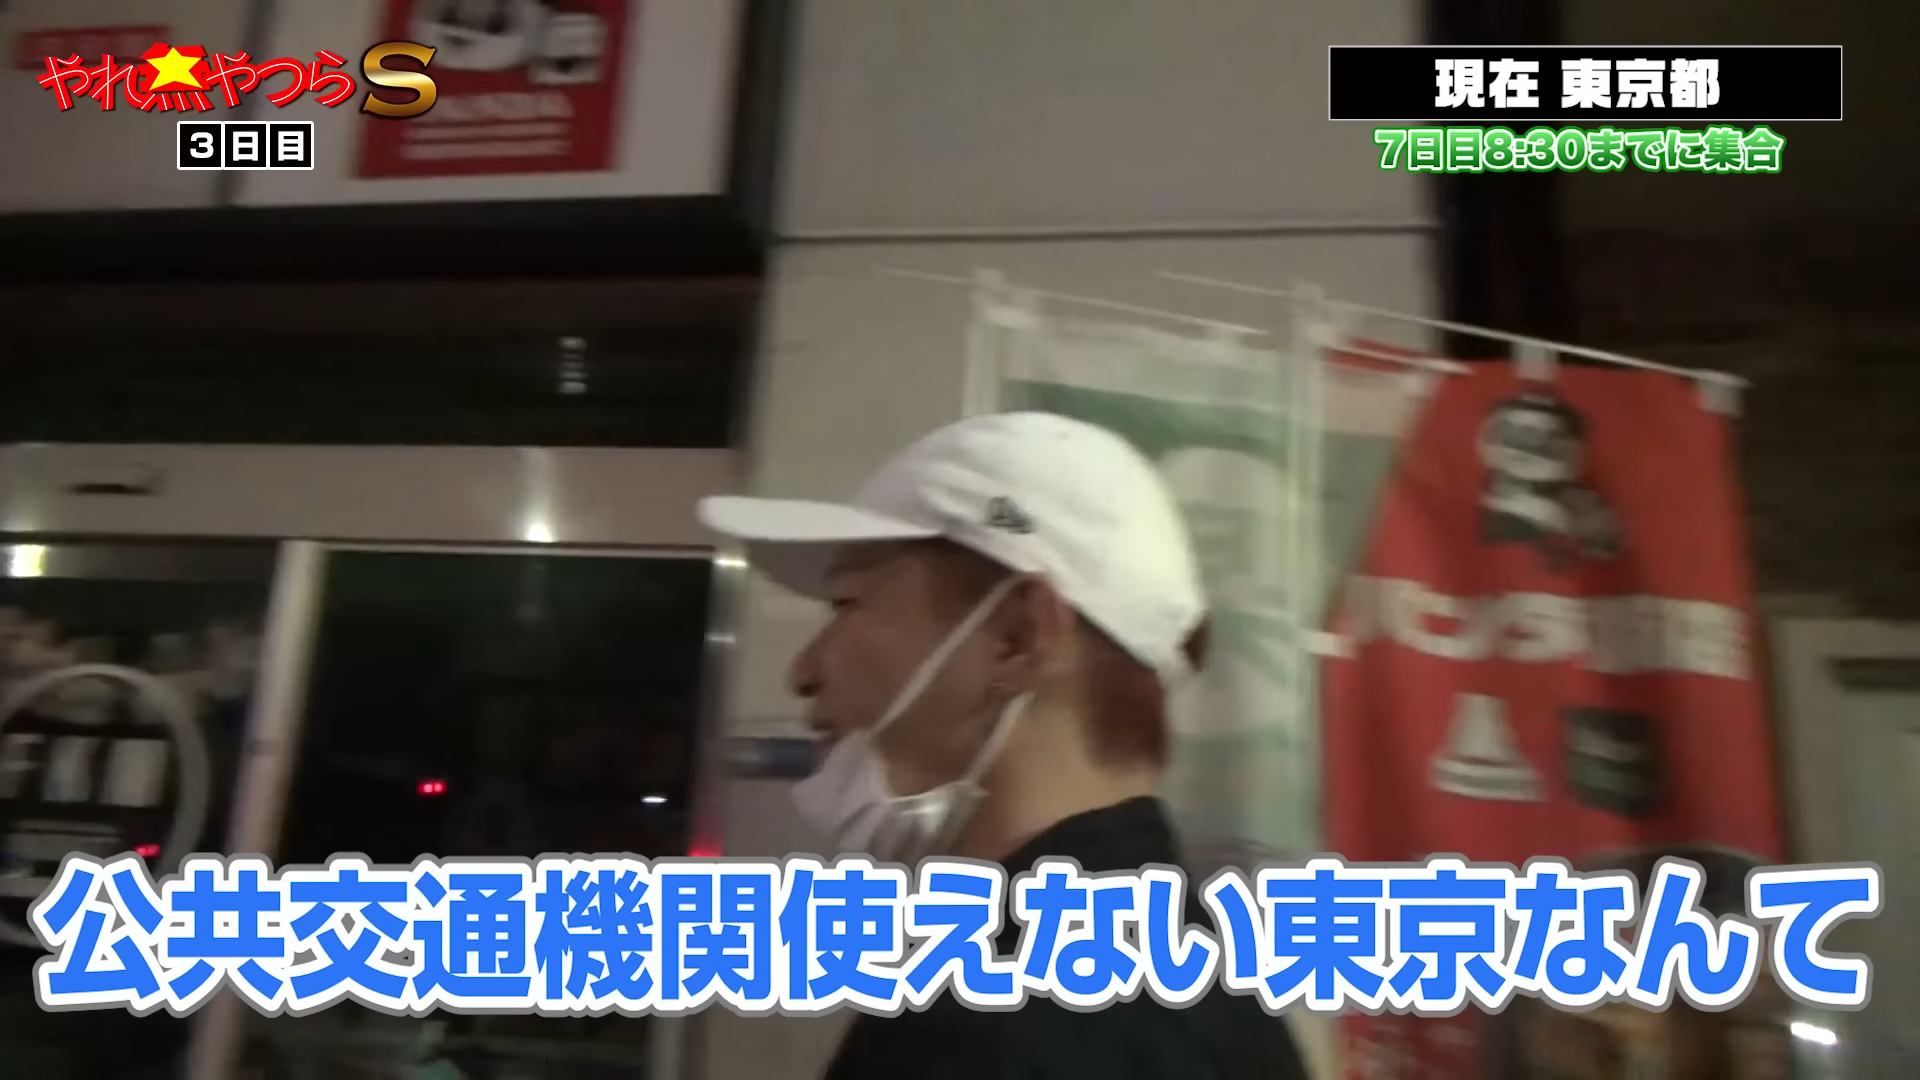 やれ点やつらS
3日目
現在 東京都
7日目8:30までに集合
公共交通機関使えない東京なんて